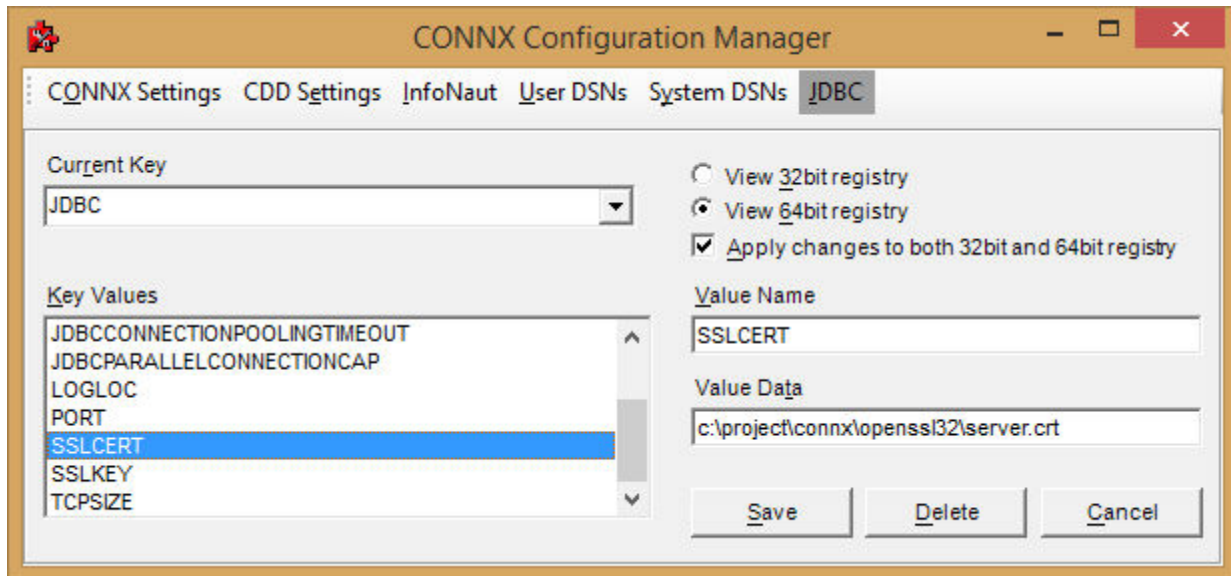 CONNX Configuration Manager
CONNX Settings CDD Settings InfoNaut User DSNs System DSNs JDBC
Current Key
JDBC
View 32bit registry
View 64bit registry
Apply changes to both 32bit and 64bit registry
Key Values
JDBCCONNECTIONPOOLINGTIMEOUT
JDBCPARALLELCONNECTIONCAP
LOGLOC
PORT
SSLCERT
SSLKEY
TCPSIZE
Value Name
SSLCERT
Value Data
c:\project\connx\openssl32\server.crt
Save Delete Cancel